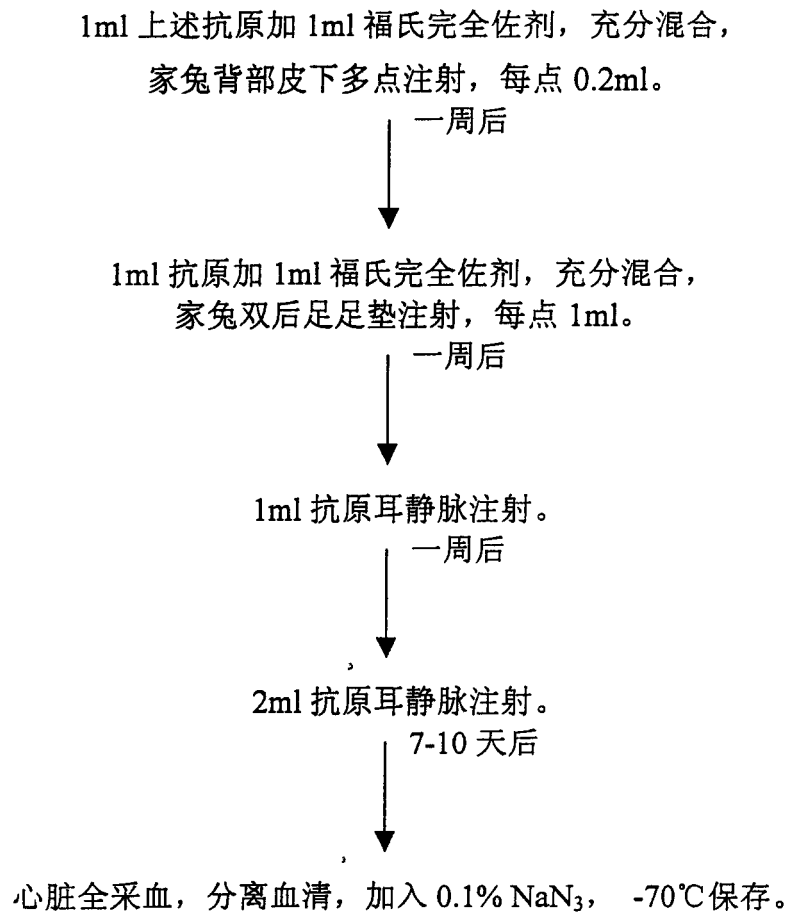 1ml 上述抗原加 1ml 福氏完全佐剂，充分混合，
家兔背部皮下多点注射，每点 0.2ml。
一周后
1ml 抗原加 1ml 福氏完全佐剂，充分混合，
家兔双后足足垫注射，每点 1ml。
一周后
1ml 抗原耳静脉注射。
一周后
2ml 抗原耳静脉注射。
7-10 天后
心脏全采血，分离血清，加入 0.1% NaN₃， -70℃保存。